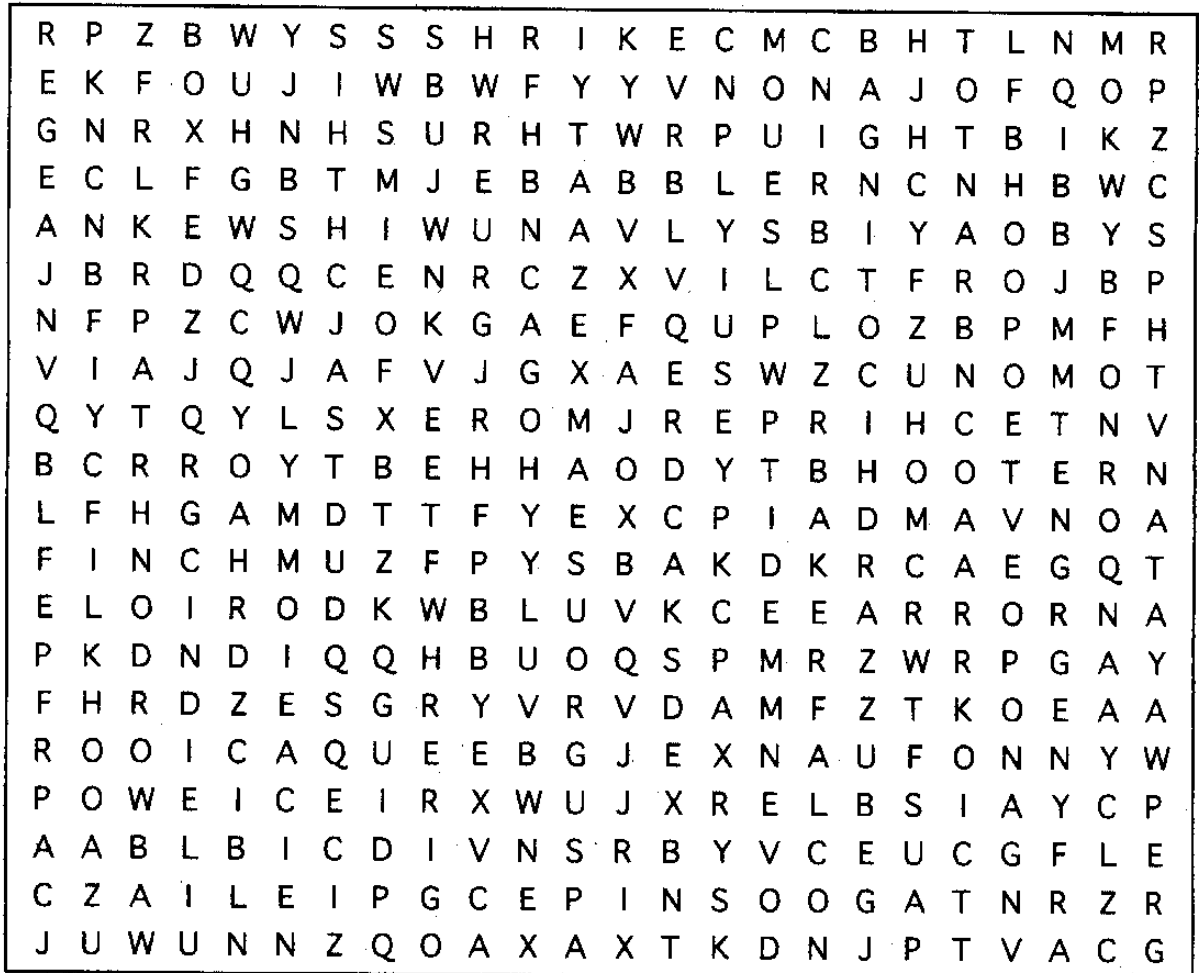 R P Z B W Y S S S H R I K E C M C B H T L N M R
E K F O U J I W B W F Y Y V N O N A J O F Q O P
G N R X H N H S U R H T W R P U I G H T B I K Z
E C L F G B T M J E B A B B L E R N C N H B W C
A N K E W S H I W U N A V L Y S B I Y A O B Y S
J B R D Q Q C E N R C Z X V I L C T F R O J B P
N F P Z C W J O K G A E F Q U P L O Z B P M F H
V I A J Q J A F V J G X A E S W Z C U N O M O T
Q Y T Q Y L S X E R O M J R E P R I H C E T N V
B C R R O Y T B E H H A O D Y T B H O O T E R N
L F H G A M D T T F Y E X C P I A D M A V N O A
F I N C H M U Z F P Y S B A K D K R C A E G Q T
E L O I R O D K W B L U V K C E E A R R O R N A
P K D N D I Q Q H B U O Q S P M R Z W R P G A Y
F H R D Z E S G R Y V R V D A M F Z T K O E A A
R O O I C A Q U E E B G J E X N A U F O N N Y W
P O W E I C E I R X W U J X R E L B S I A Y C P
A A B L B I C D I V N S R B Y V C E U C G F L E
C Z A I L E I P G C E P I N S O O G A T N R Z R
J U W U N N Z Q O A X A X T K D N J P T V A C G